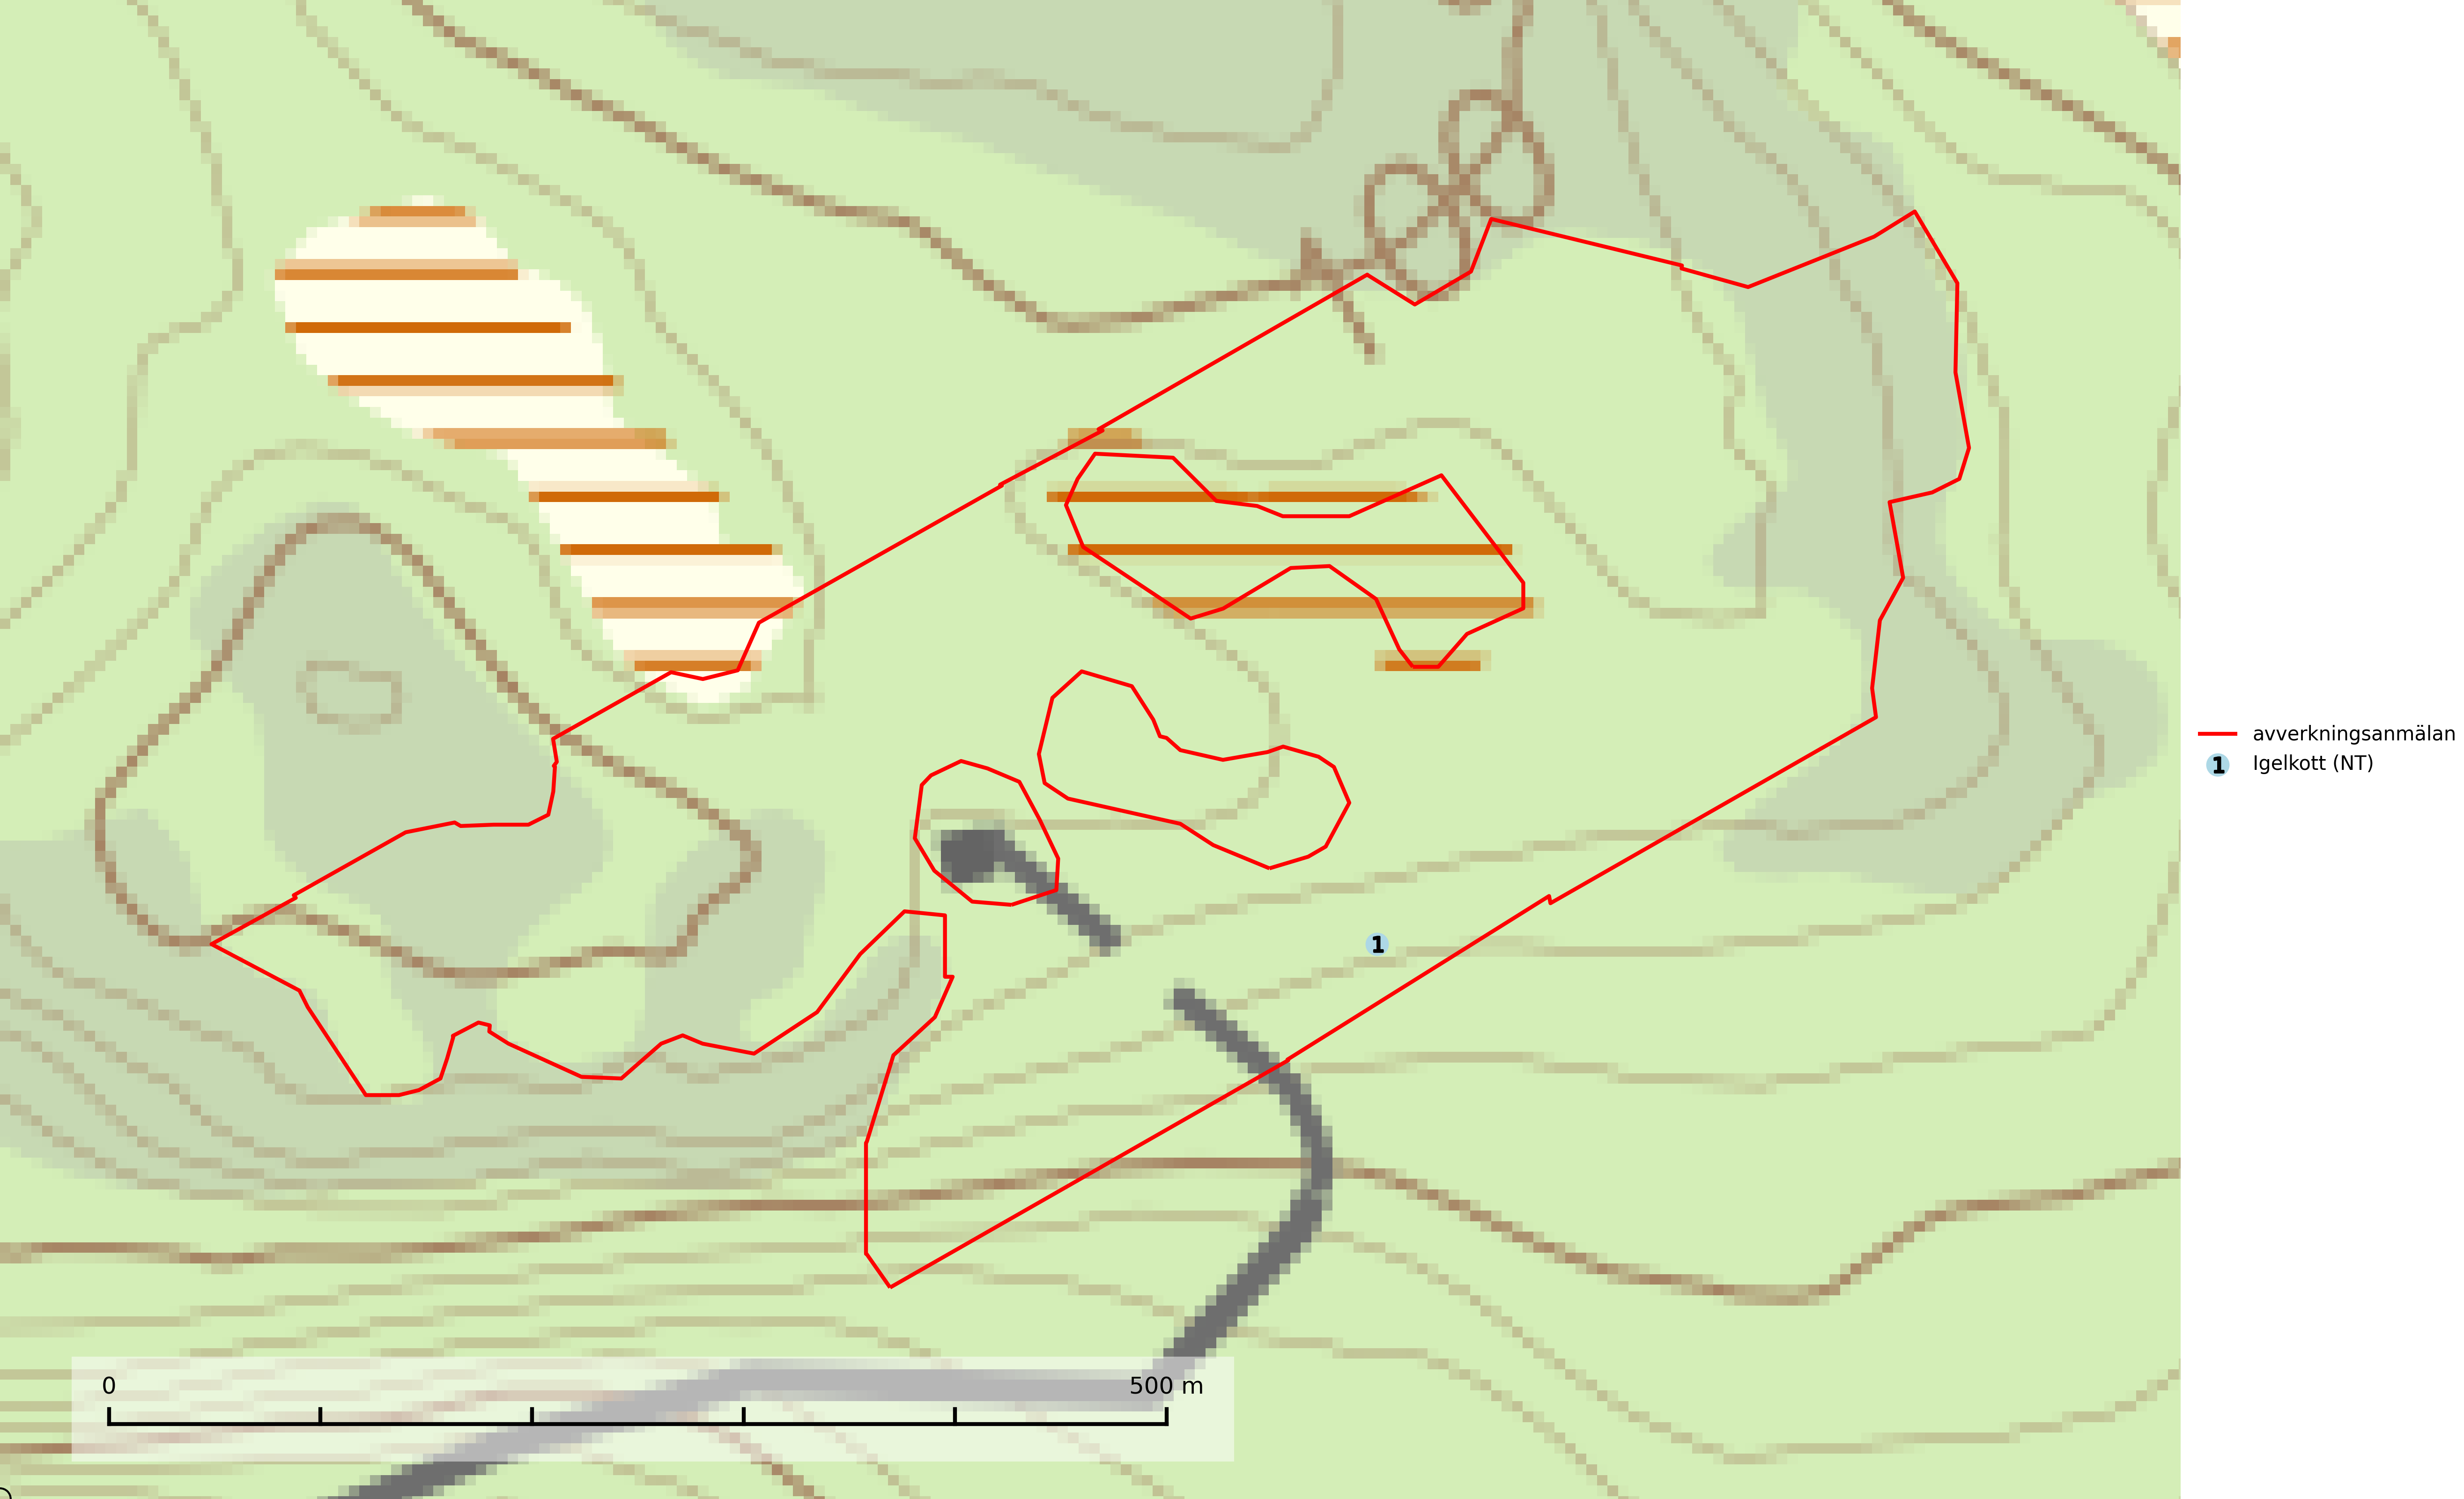 1
avverkningsanmälan
1 Igelkott (NT)
0 500 m